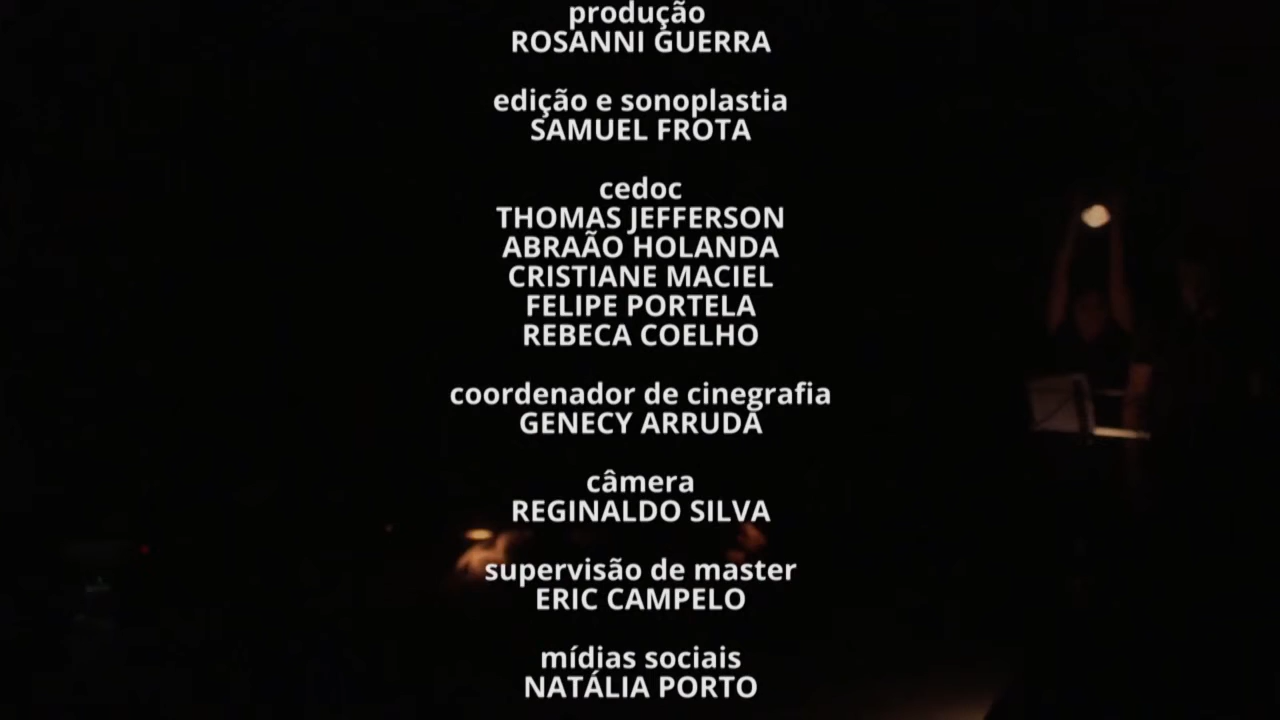 produção
ROSANNI GUERRA
edição e sonoplastia
SAMUEL FROTA
cedoc
THOMAS JEFFERSON
ABRAÃO HOLANDA
CRISTIANE MACIEL
FELIPE PORTELA
REBECA COELHO
coordenador de cinegrafia
GENECY ARRUDA
câmera
REGINALDO SILVA
supervisão de master
ERIC CAMPELO
mídias sociais
NATÁLIA PORTO